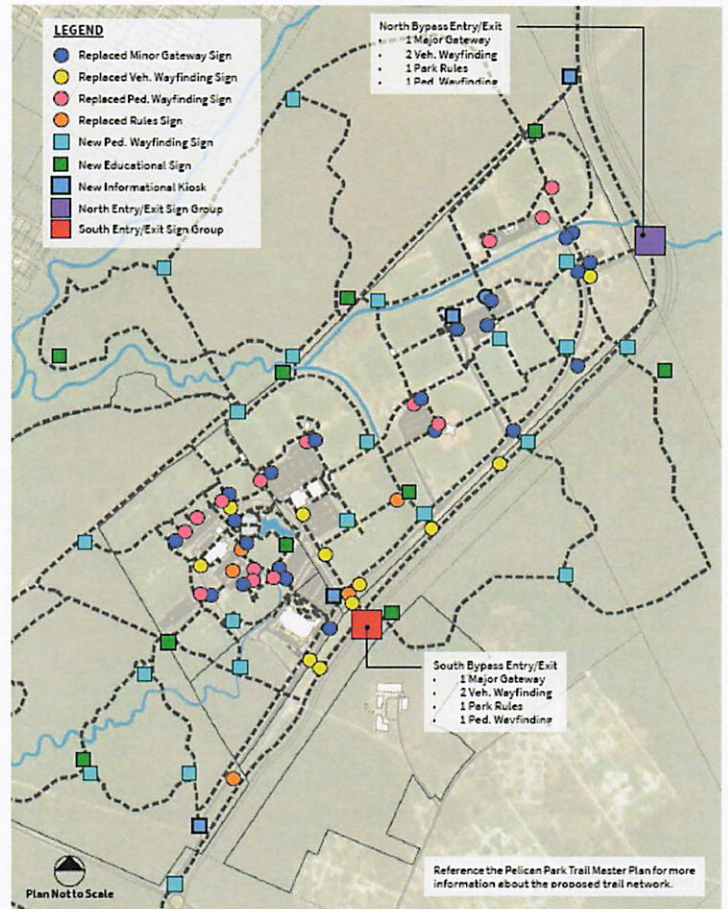 LEGEND
Replaced Minor Gateway Sign
Replaced Veh. Wayfinding Sign
Replaced Ped. Wayfinding Sign
Replaced Rules Sign
New Ped. Wayfinding Sign
New Educational Sign
New Informational Kiosk
North Entry/Exit Sign Group
South Entry/Exit Sign Group
North Bypass Entry/Exit
• 1 Major Gateway
• 2 Veh. Wayfinding
• 1 Park Rules
• 1 Ped. Wayfinding
South Bypass Entry/Exit
• 1 Major Gateway
• 2 Veh. Wayfinding
• 1 Park Rules
• 1 Ped. Wayfinding
Plan Not to Scale
Reference the Pelican Park Trail Master Plan for more
information about the proposed trail network.